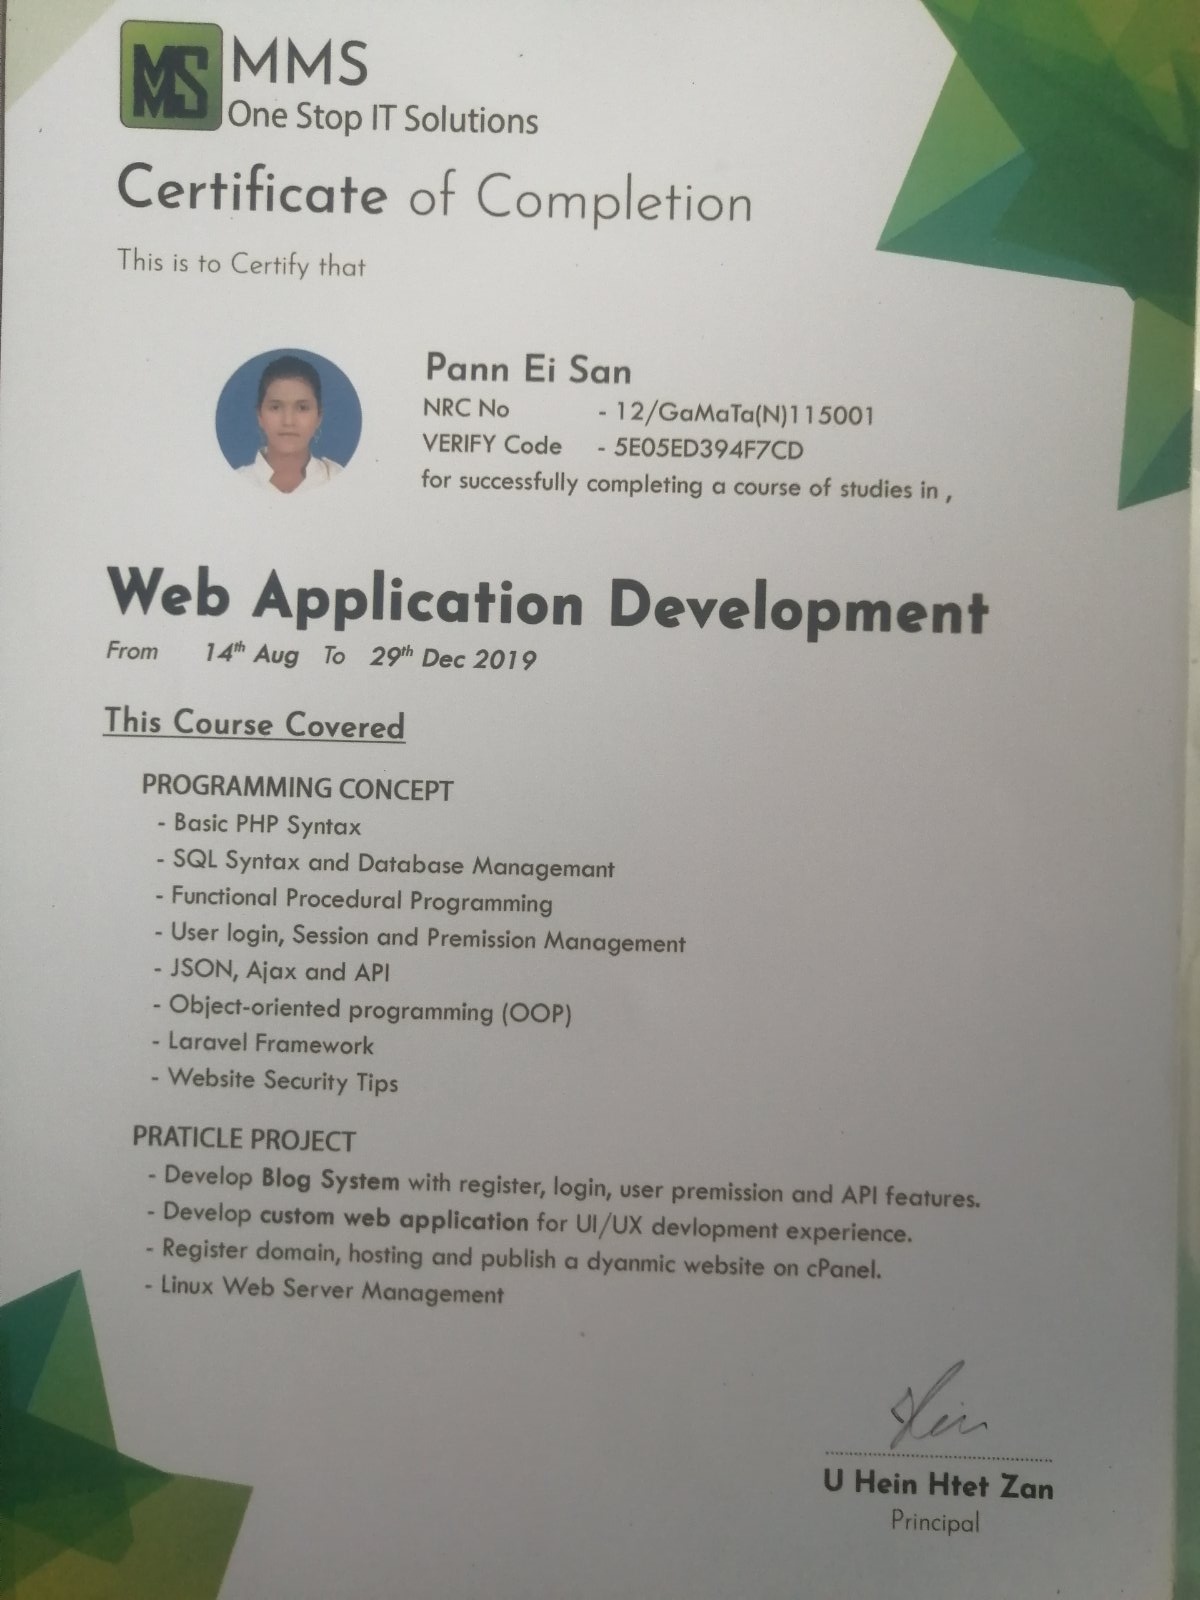 MMS
MMS
One Stop IT Solutions
Certificate of Completion
This is to Certify that
Pann Ei San
NRC No - 12/GaMaTa(N)115001
VERIFY Code - 5E05ED394F7CD
for successfully completing a course of studies in ,
Web Application Development
From 14th Aug To 29th Dec 2019
This Course Covered
PROGRAMMING CONCEPT
- Basic PHP Syntax
- SQL Syntax and Database Managemant
- Functional Procedural Programming
- User login, Session and Premission Management
- JSON, Ajax and API
- Object-oriented programming (OOP)
- Laravel Framework
- Website Security Tips
PRATICLE PROJECT
- Develop Blog System with register, login, user premission and API features.
- Develop custom web application for UI/UX devlopment experience.
- Register domain, hosting and publish a dyanmic website on cPanel.
- Linux Web Server Management
Hein
U Hein Htet Zan
Principal